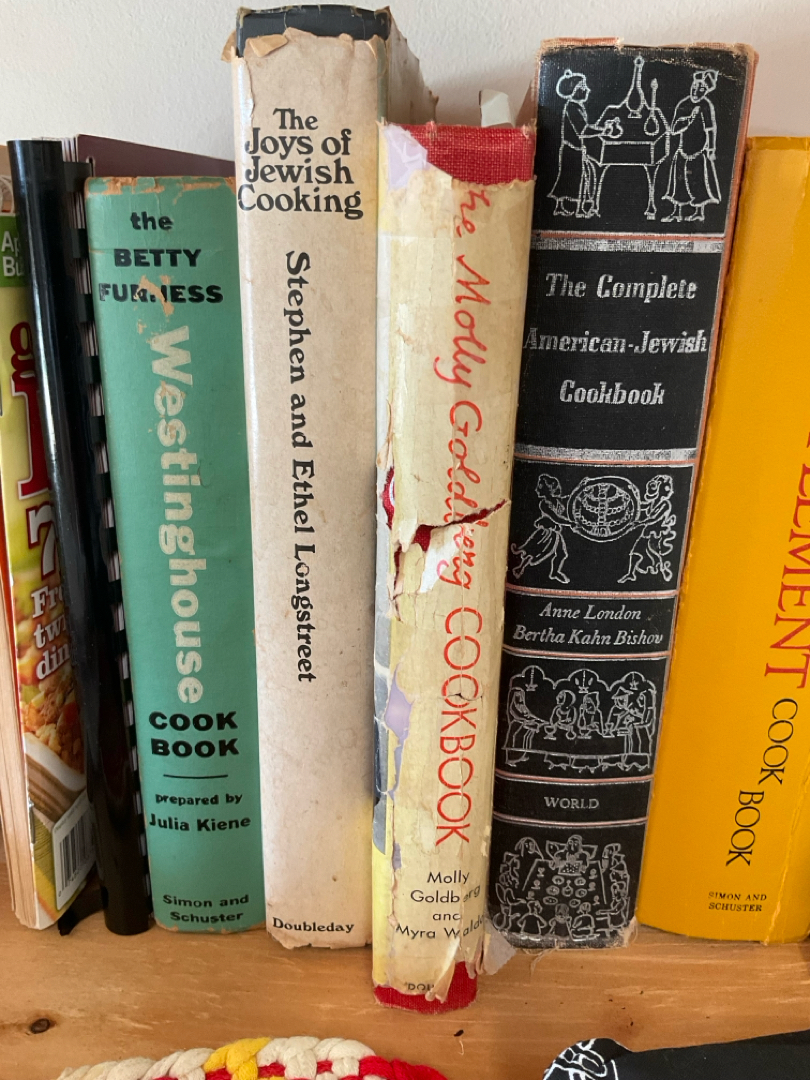 the
BETTY
FURNESS
Westinghouse
COOK
BOOK
prepared by
Julia Kiene
Simon and
Schuster
The
Joys of
Jewish
Cooking
Stephen and Ethel Longstreet
Doubleday
The Molly Goldberg COOKBOOK
Molly
Goldberg
and
Myra Waldo
The Complete
American-Jewish
Cookbook
Anne London
Bertha Kahn Bishov
WORLD
COOK BOOK
SIMON AND
SCHUSTER